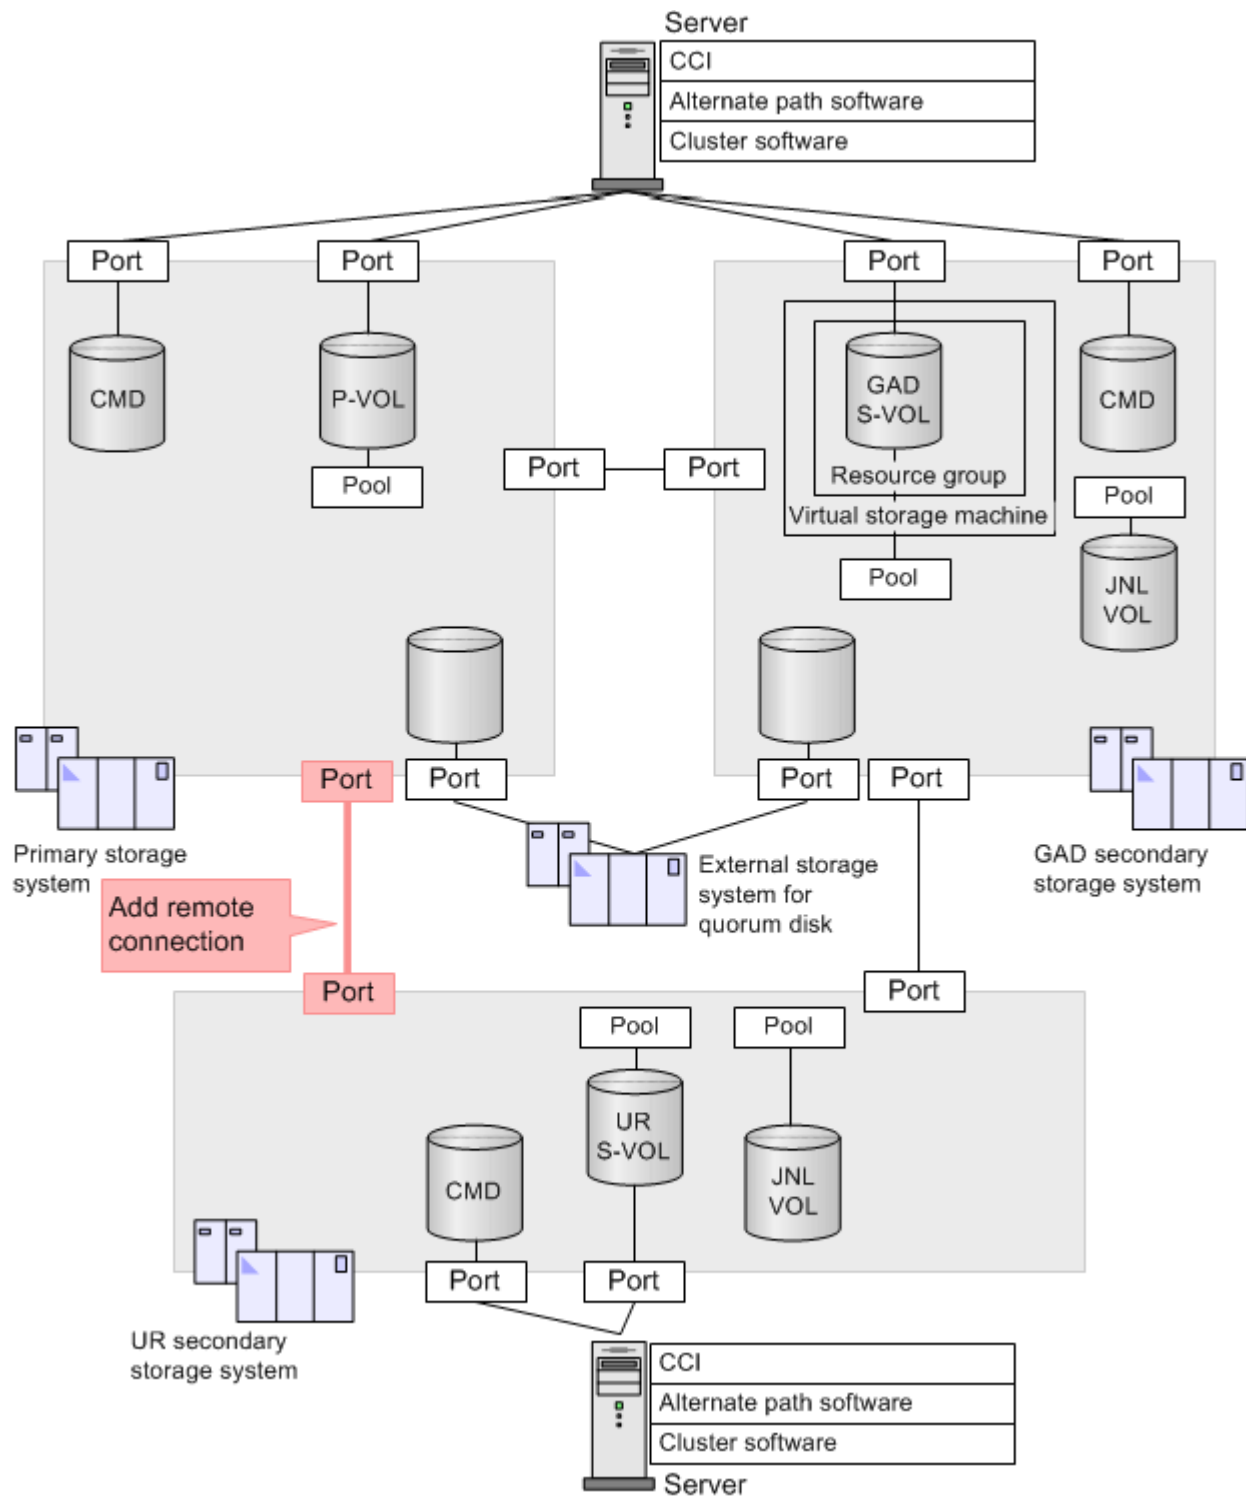 Server
CCI
Alternate path software
Cluster software
Port
Port
Port
Port
CMD
P-VOL
GAD
S-VOL
CMD
Port
Port
Resource group
Pool
Pool
Virtual storage machine
Pool
JNL
VOL
Port
Port
Port
Port
Primary storage
system
External storage
system for
quorum disk
GAD secondary
storage system
Add remote
connection
Port
Port
Pool
Pool
UR
S-VOL
CMD
JNL
VOL
Port
Port
UR secondary
storage system
CCI
Alternate path software
Cluster software
Server